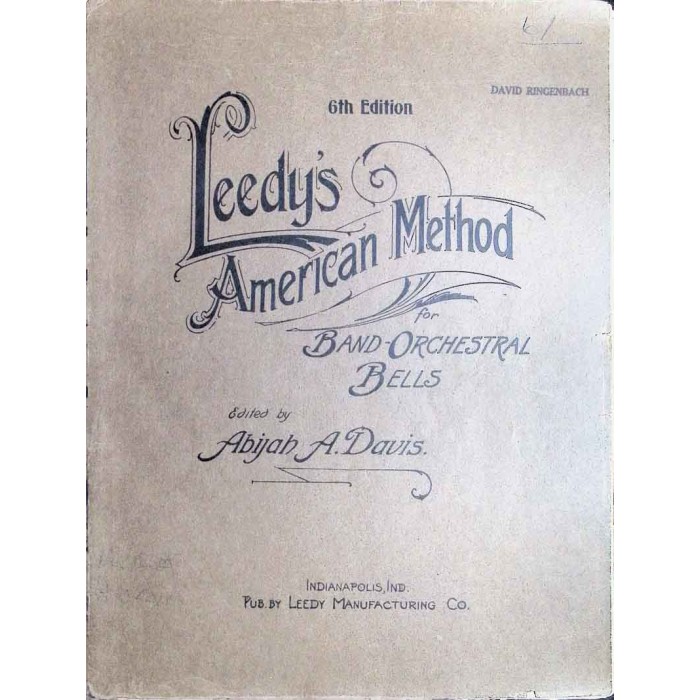 DAVID RINGENBACH
6th Edition
Leedy's
American Method
for
BAND-ORCHESTRAL
BELLS
Edited by
Abijah A. Davis.
INDIANAPOLIS, IND.
PUB. BY LEEDY MANUFACTURING CO.